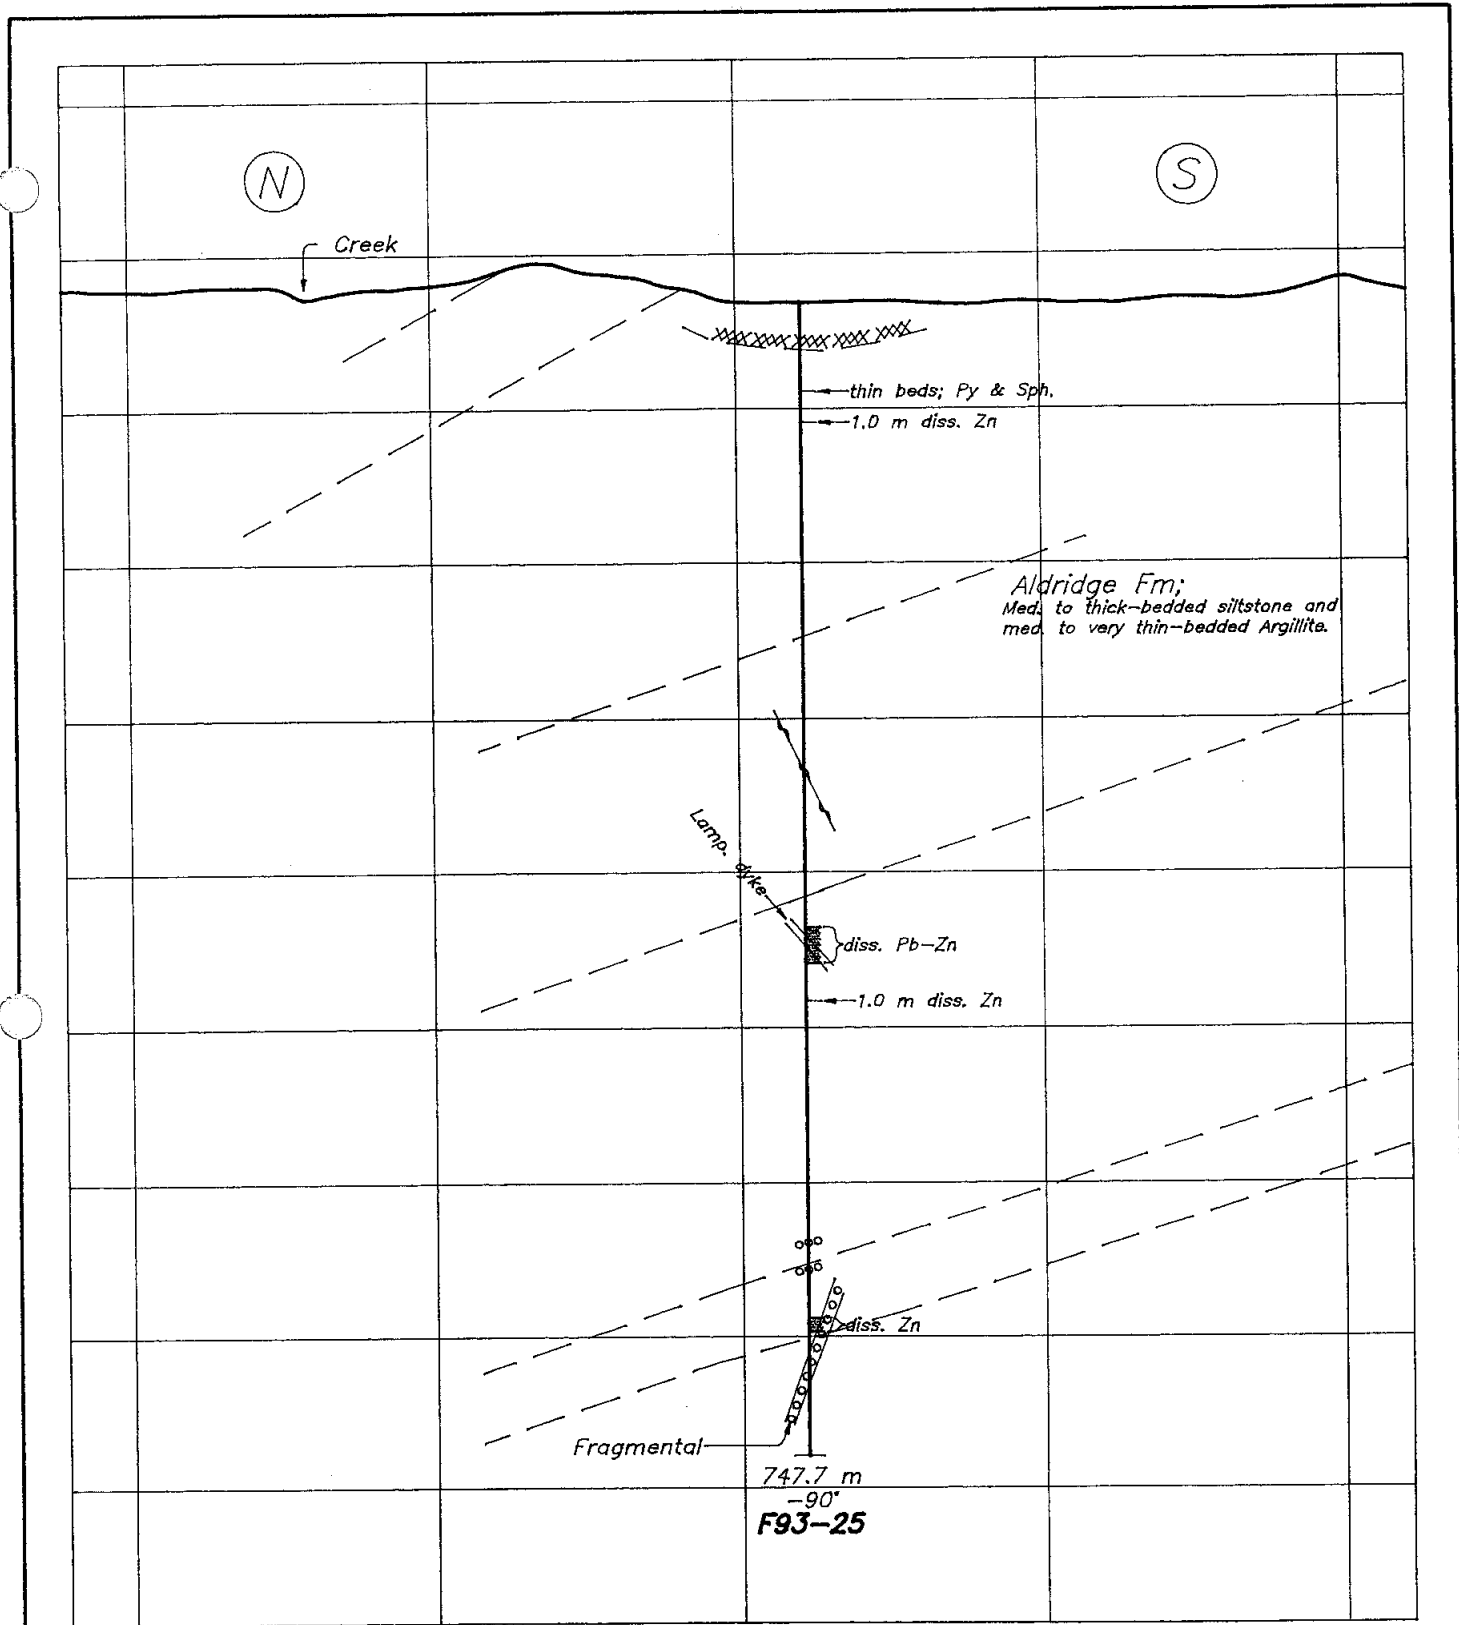 N
S
Creek
thin beds; Py & Sph.
1.0 m diss. Zn
Aldridge Fm;
Med. to thick-bedded siltstone and
med. to very thin-bedded Argillite.
Lamp. dyke
diss. Pb-Zn
1.0 m diss. Zn
diss. Zn
Fragmental
747.7 m
-90°
F93-25